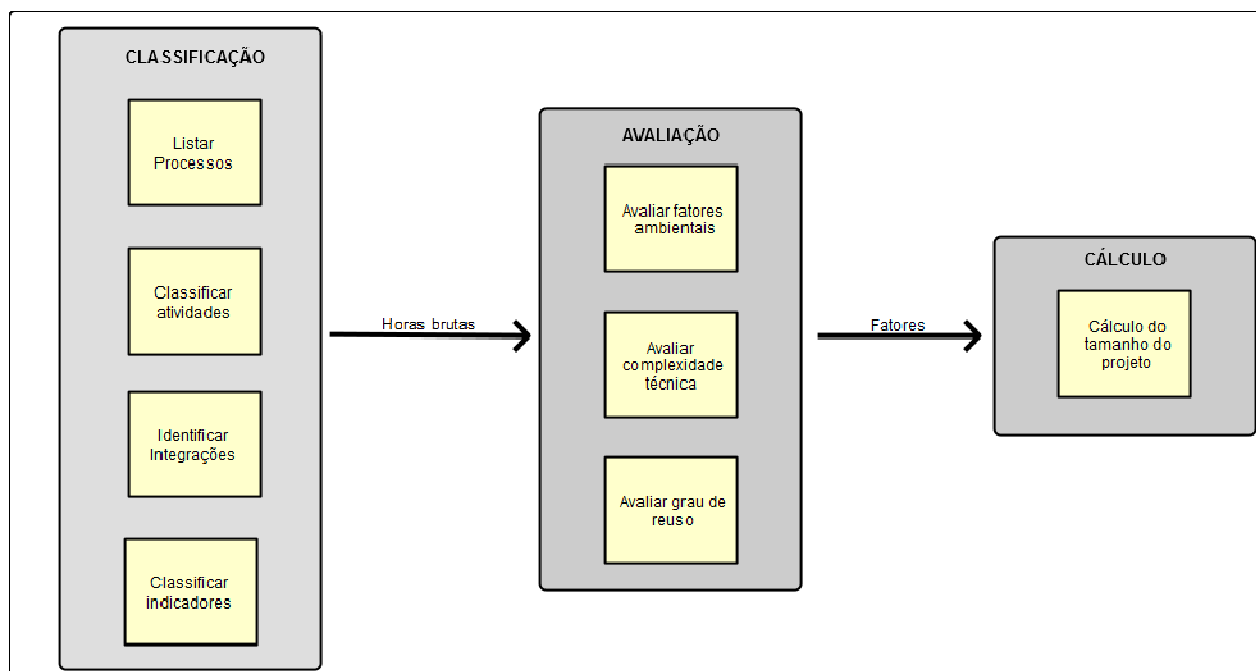 CLASSIFICAÇÃO
Listar
Processos
Classificar
atividades
Identificar
Integrações
Classificar
indicadores
Horas brutas
AVALIAÇÃO
Avaliar fatores
ambientais
Avaliar
complexidade
técnica
Avaliar grau de
reuso
Fatores
CÁLCULO
Cálculo do
tamanho do
projeto